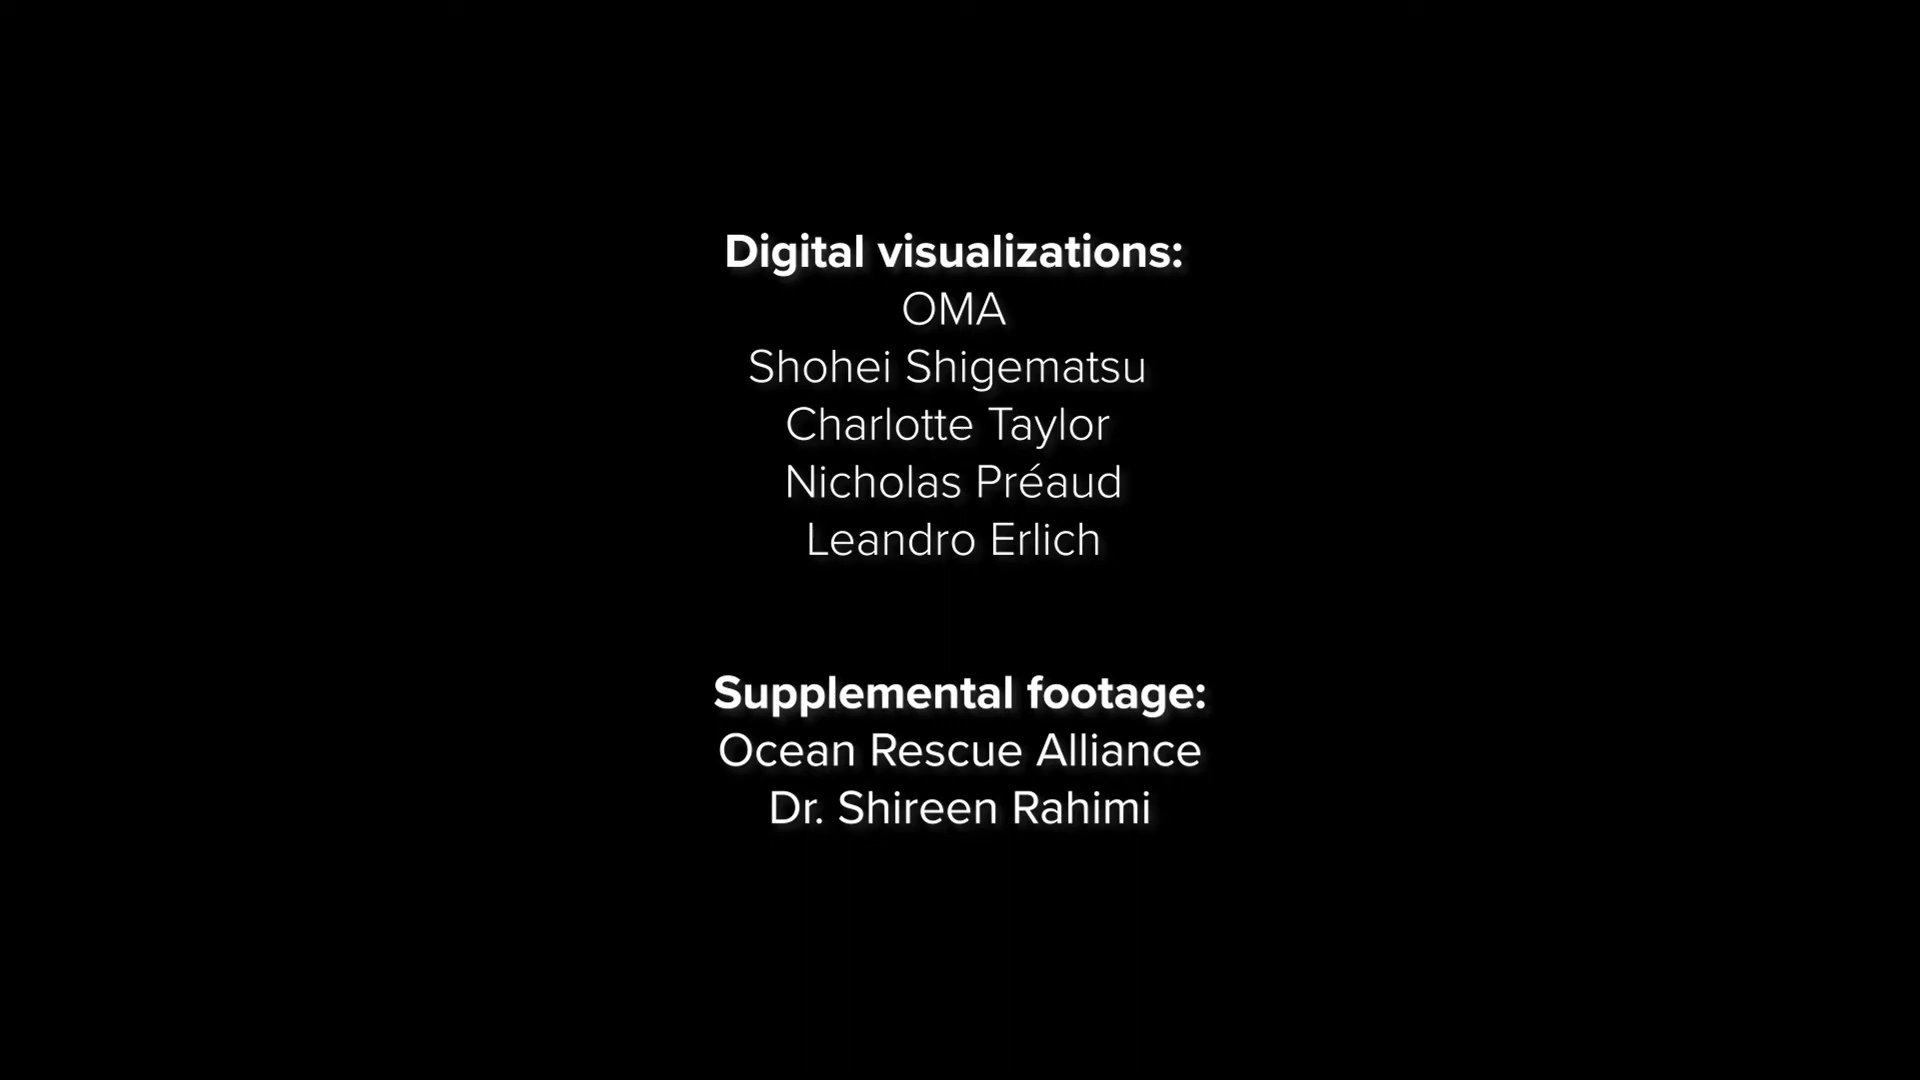 Digital visualizations:
OMA
Shohei Shigematsu
Charlotte Taylor
Nicholas Préaud
Leandro Erlich
Supplemental footage:
Ocean Rescue Alliance
Dr. Shireen Rahimi